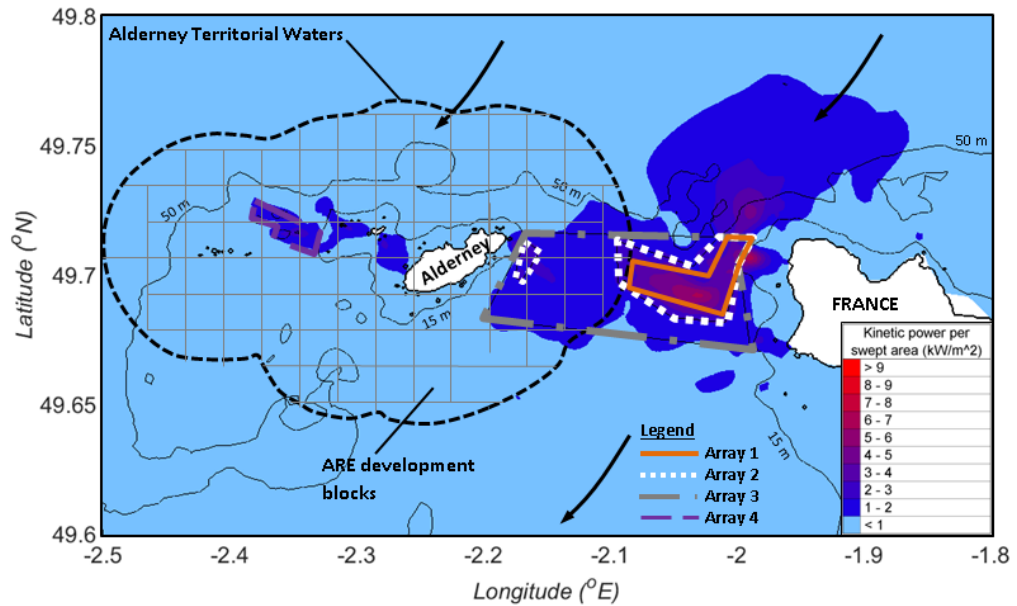 49.8
49.75
49.7
49.65
49.6
Latitude (°N)
Alderney Territorial Waters
50 m
50 m
50 m
Alderney
15 m
FRANCE
15 m
ARE development
blocks
Legend
Array 1
Array 2
Array 3
Array 4
Kinetic power per
swept area (kW/m^2)
> 9
8 - 9
7 - 8
6 - 7
5 - 6
4 - 5
3 - 4
2 - 3
1 - 2
< 1
-2.5
-2.4
-2.3
-2.2
-2.1
-2
-1.9
-1.8
Longitude (°E)